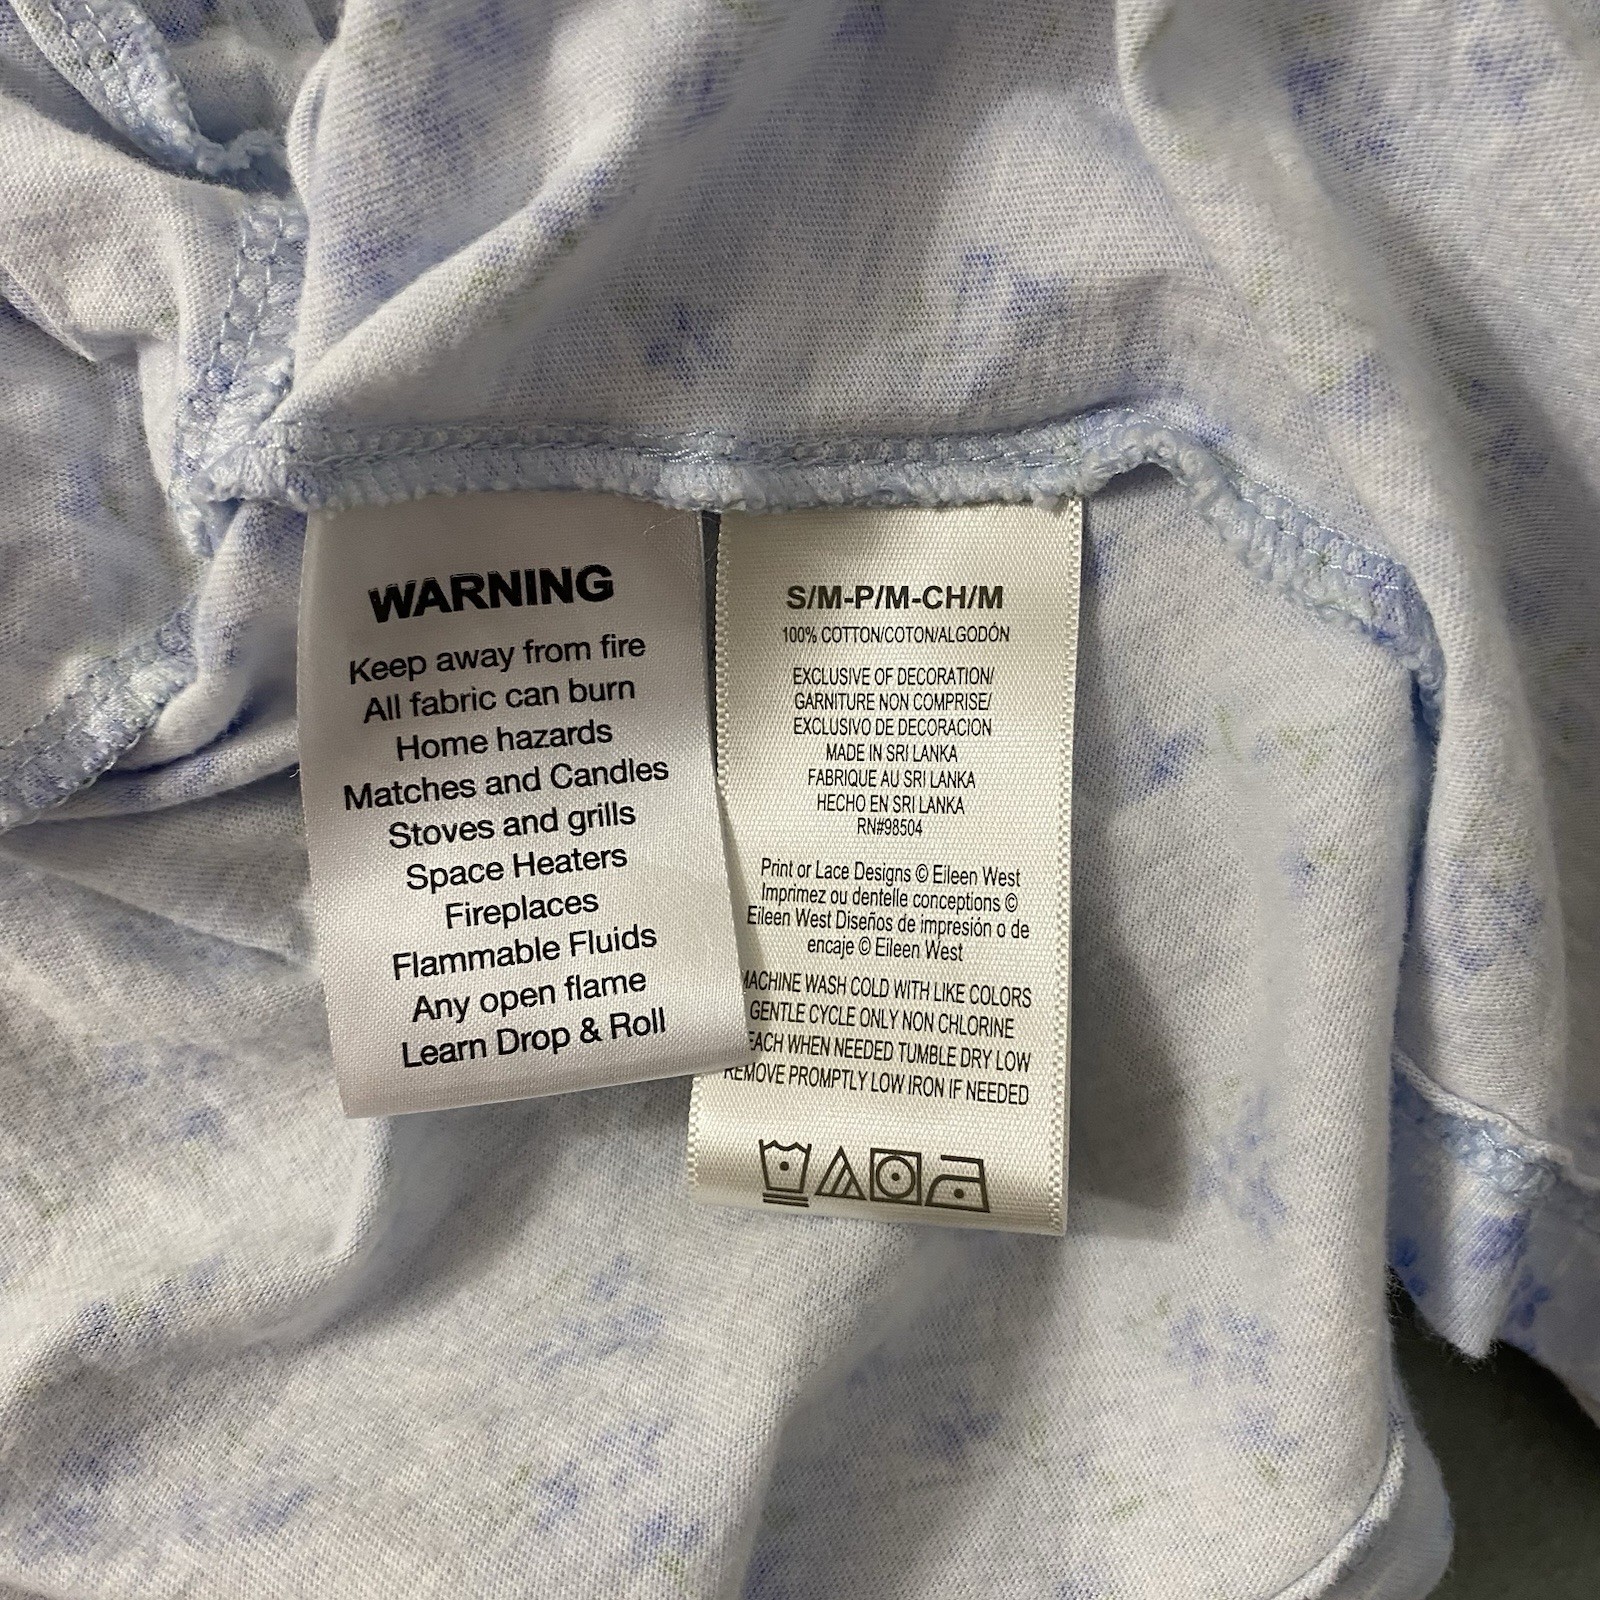 WARNING
Keep away from fire
All fabric can burn
Home hazards
Matches and Candles
Stoves and grills
Space Heaters
Fireplaces
Flammable Fluids
Any open flame
Learn Drop & Roll
S/M-P/M-CH/M
100% COTTON/COTON/ALGODÓN
EXCLUSIVE OF DECORATION/
GARNITURE NON COMPRISE/
EXCLUSIVO DE DECORACION
MADE IN SRI LANKA
FABRIQUE AU SRI LANKA
HECHO EN SRI LANKA
RN#98504
Print or Lace Designs © Eileen West
Imprimez ou dentelle conceptions ©
Eileen West Diseños de impresión o de
encaje © Eileen West
MACHINE WASH COLD WITH LIKE COLORS
GENTLE CYCLE ONLY NON CHLORINE
EACH WHEN NEEDED TUMBLE DRY LOW
REMOVE PROMPTLY LOW IRON IF NEEDED